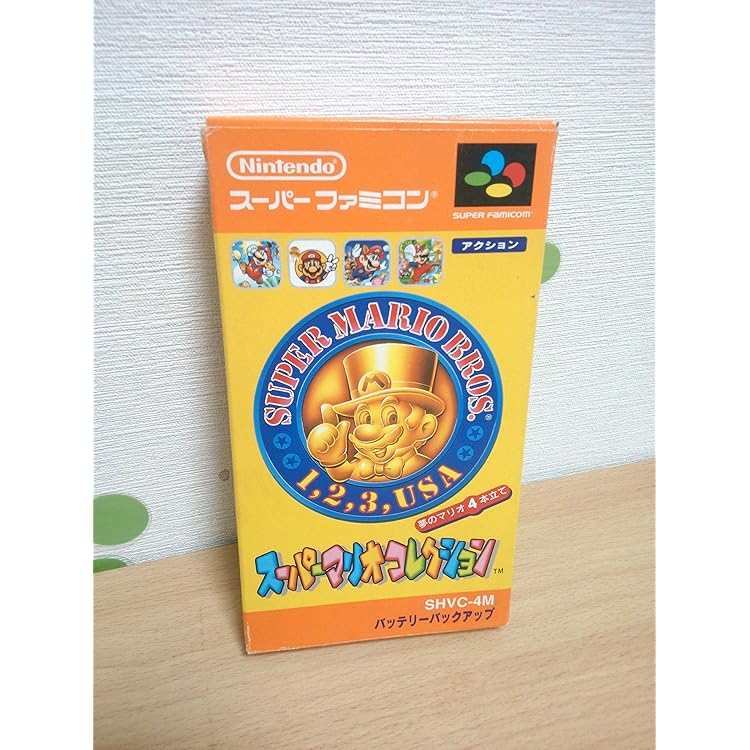 Nintendo
スーパーファミコン®
SUPER FAMICOM
アクション
SUPER MARIO BROS.®
1, 2, 3, USA
夢のマリオ4本立て
スーパーマリオコレクション™
SHVC-4M
バッテリーバックアップ